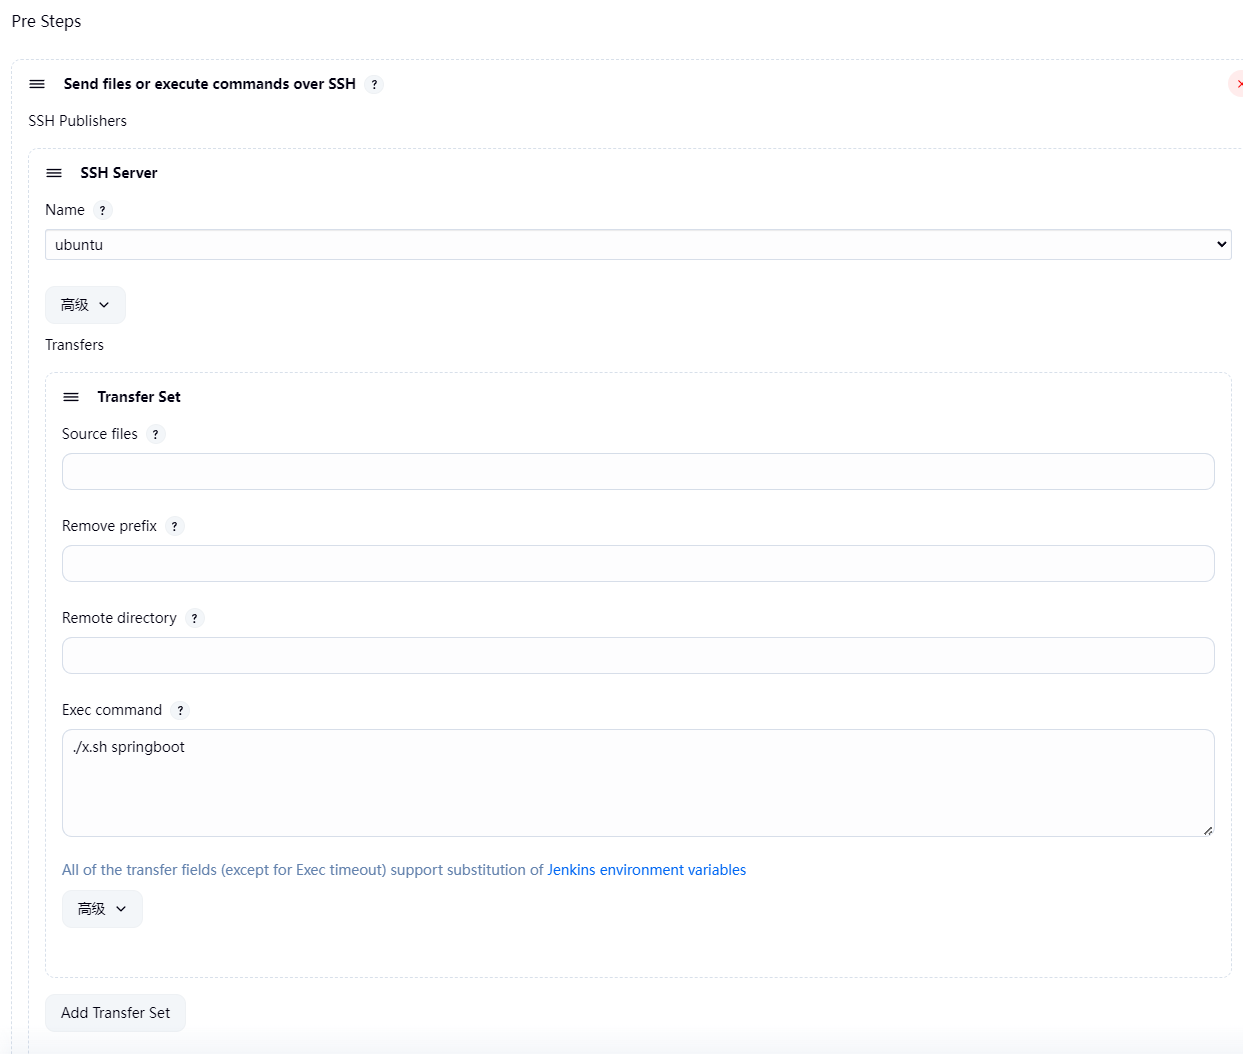 Pre Steps
Send files or execute commands over SSH ?
SSH Publishers
SSH Server
Name ?
ubuntu
高级
Transfers
Transfer Set
Source files ?
Remove prefix ?
Remote directory ?
Exec command ?
./x.sh springboot
All of the transfer fields (except for Exec timeout) support substitution of Jenkins environment variables
高级
Add Transfer Set